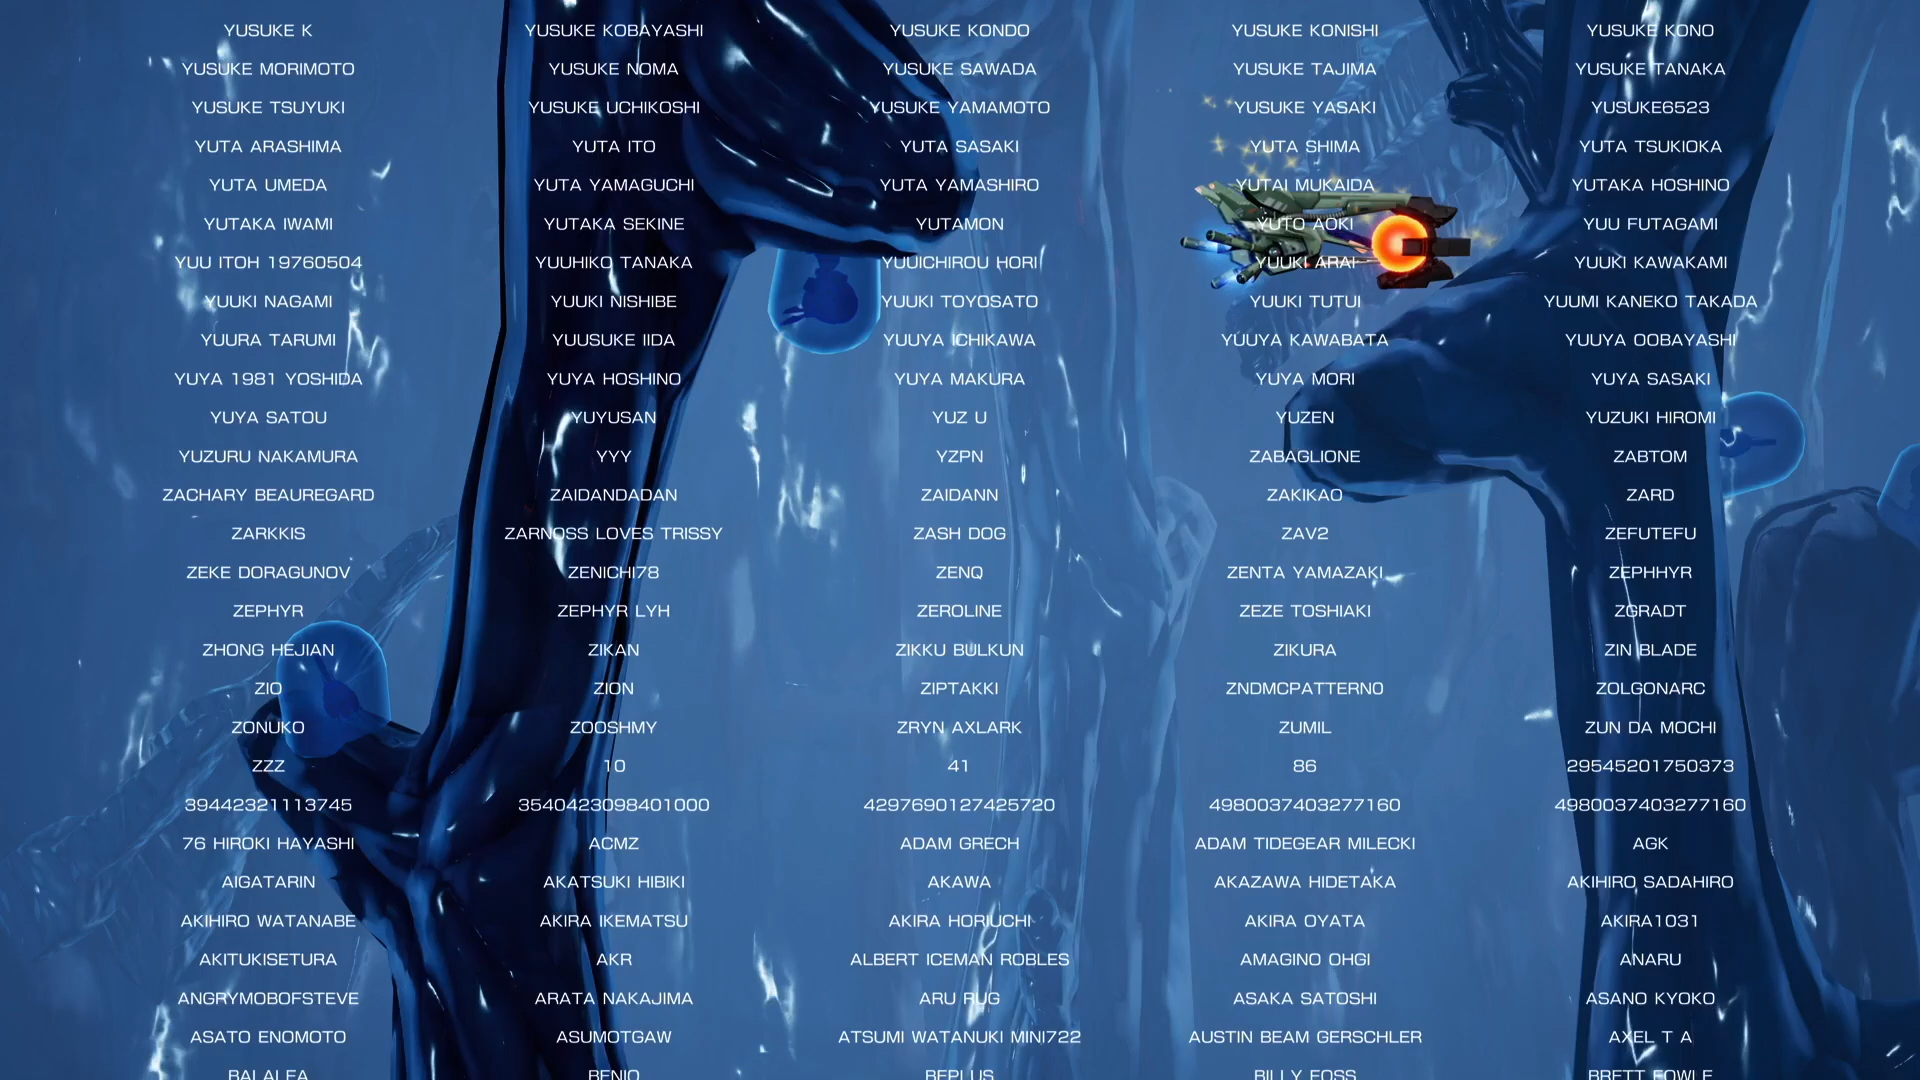 YUSUKE K YUSUKE KOBAYASHI YUSUKE KONDO YUSUKE KONISHI YUSUKE KONO
YUSUKE MORIMOTO YUSUKE NOMA YUSUKE SAWADA YUSUKE TAJIMA YUSUKE TANAKA
YUSUKE TSUYUKI YUSUKE UCHIKOSHI YUSUKE YAMAMOTO YUSUKE YASAKI YUSUKE6523
YUTA ARASHIMA YUTA ITO YUTA SASAKI YUTA SHIMA YUTA TSUKIOKA
YUTA UMEDA YUTA YAMAGUCHI YUTA YAMASHIRO YUTAI MUKAIDA YUTAKA HOSHINO
YUTAKA IWAMI YUTAKA SEKINE YUTAMON YUTO AOKI YUU FUTAGAMI
YUU ITOH 19760504 YUUHIKO TANAKA YUUICHIROU HORI YUUKI ARAI YUUKI KAWAKAMI
YUUKI NAGAMI YUUKI NISHIBE YUUKI TOYOSATO YUUKI TUTUI YUUMI KANEKO TAKADA
YUURA TARUMI YUUSUKE IIDA YUUYA ICHIKAWA YUUYA KAWABATA YUUYA OOBAYASHI
YUYA 1981 YOSHIDA YUYA HOSHINO YUYA MAKURA YUYA MORI YUYA SASAKI
YUYA SATOU YUYUSAN YUZ U YUZEN YUZUKI HIROMI
YUZURU NAKAMURA YYY YZPN ZABAGLIONE ZABTOM
ZACHARY BEAUREGARD ZAIDANDADAN ZAIDANN ZAKIKAO ZARD
ZARKKIS ZARNOSS LOVES TRISSY ZASH DOG ZAV2 ZEFUTEFU
ZEKE DORAGUNOV ZENICHI78 ZENQ ZENTA YAMAZAKI ZEPHHYR
ZEPHYR ZEPHYR LYH ZEROLINE ZEZE TOSHIAKI ZGRADT
ZHONG HEJIAN ZIKAN ZIKKU BULKUN ZIKURA ZIN BLADE
ZIO ZION ZIPTAKKI ZNDMCPATTERN0 ZOLGONARC
ZONUKO ZOOSHMY ZRYN AXLARK ZUMIL ZUN DA MOCHI
ZZZ 10 41 86 29545201750373
39442321113745 3540423098401000 4297690127425720 4980037403277160 4980037403277160
76 HIROKI HAYASHI ACMZ ADAM GRECH ADAM TIDEGEAR MILECKI AGK
AIGATARIN AKATSUKI HIBIKI AKAWA AKAZAWA HIDETAKA AKIHIRO SADAHIRO
AKIHIRO WATANABE AKIRA IKEMATSU AKIRA HORIUCHI AKIRA OYATA AKIRA1031
AKITUKISETURA AKR ALBERT ICEMAN ROBLES AMAGINO OHGI ANARU
ANGRYMOBOFSTEVE ARATA NAKAJIMA ARU RUG ASAKA SATOSHI ASANO KYOKO
ASATO ENOMOTO ASUMOTGAW ATSUMI WATANUKI MINI722 AUSTIN BEAM GERSCHLER AXEL T A
BALALEA BENIO BEPLUS BILLY FOSS BRETT FOWLE